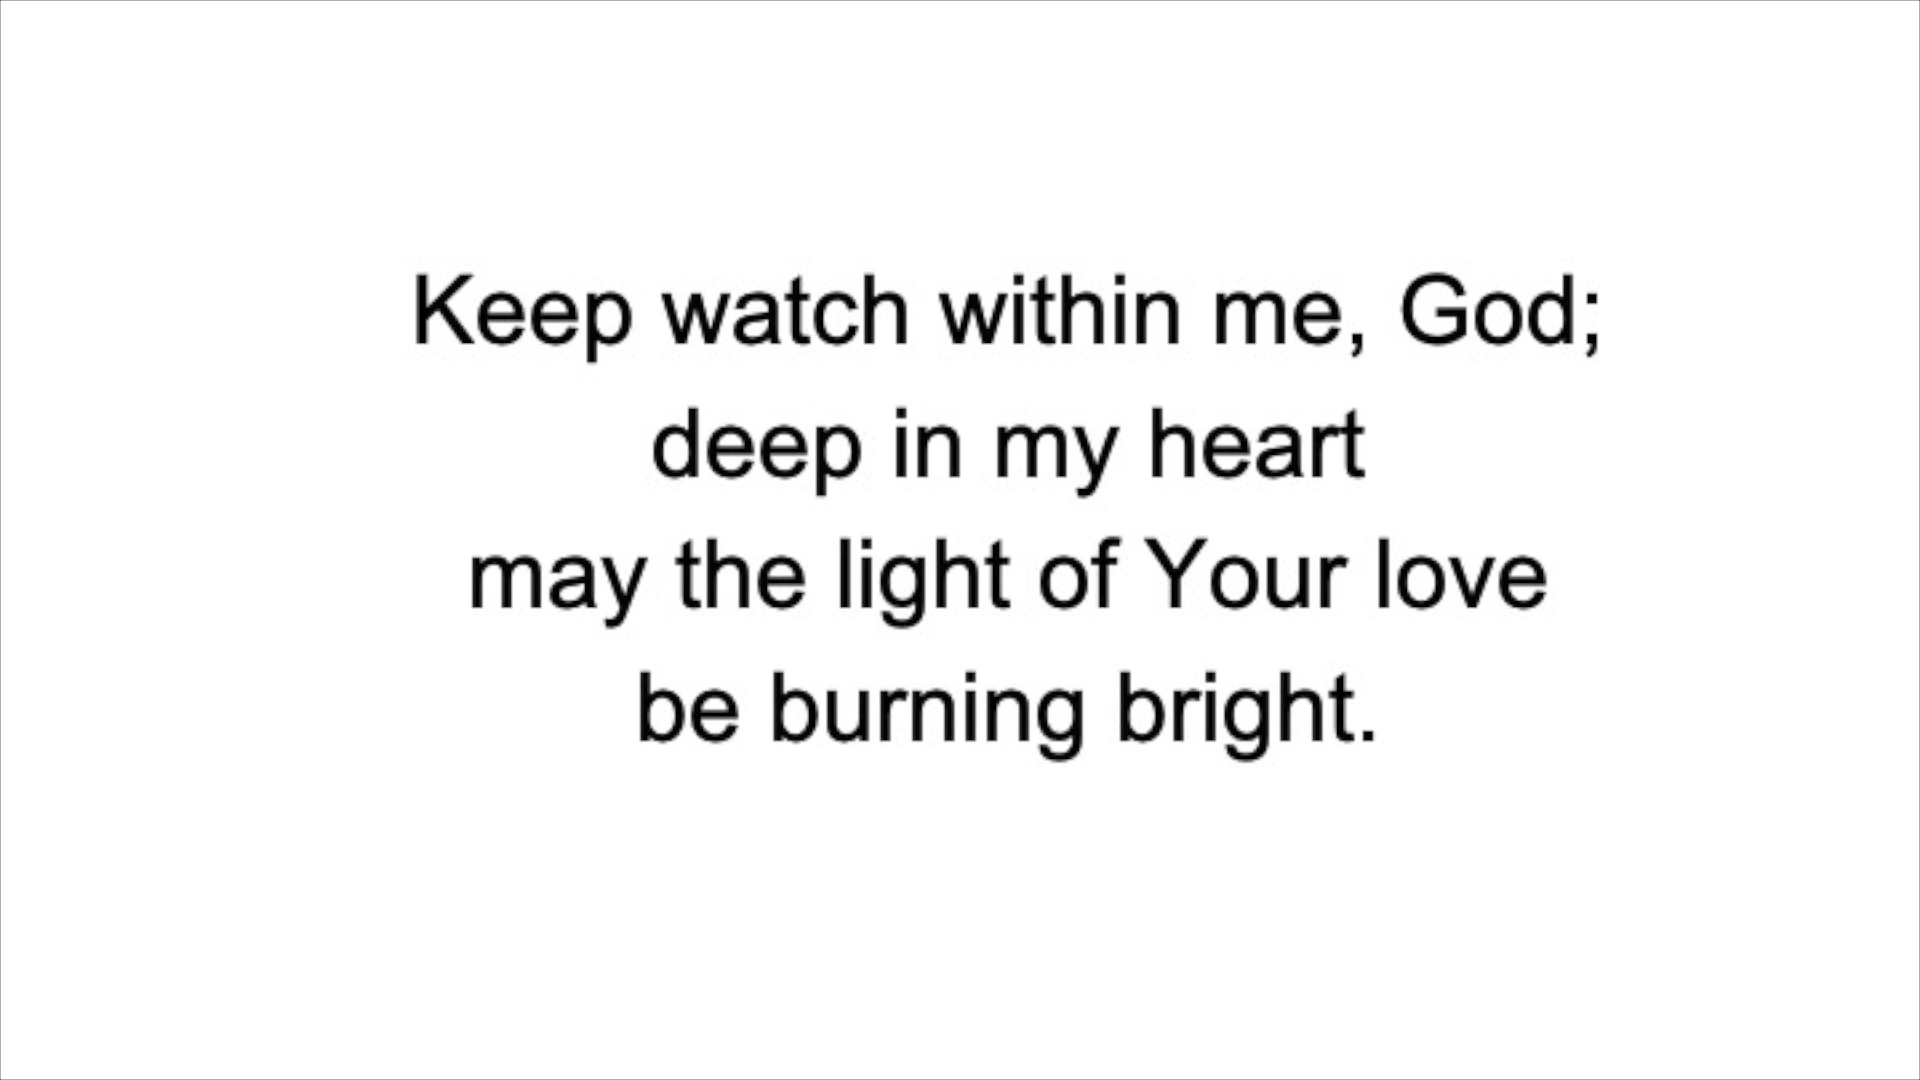 Keep watch within me, God;
deep in my heart
may the light of Your love
be burning bright.